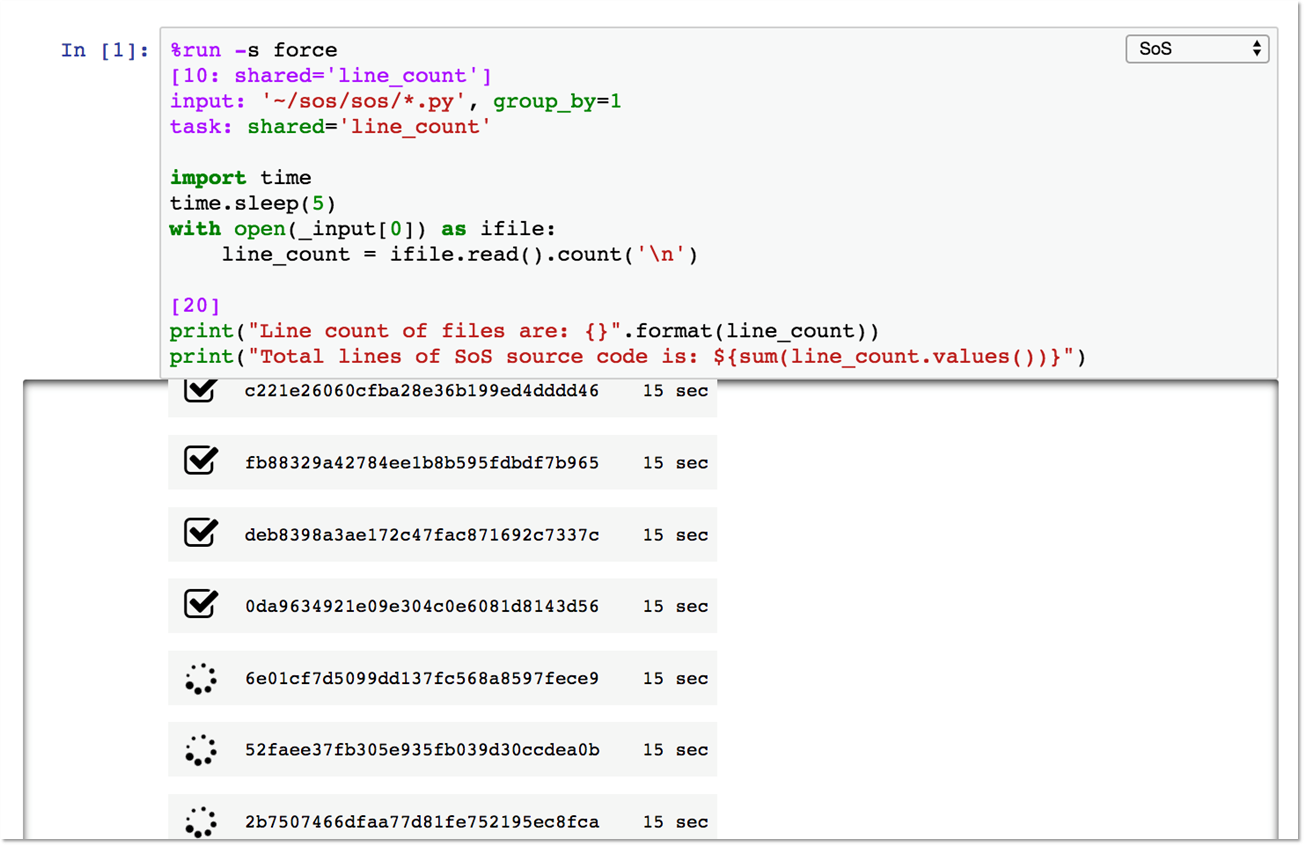 In [1]: %run -s force
SoS
[10: shared='line_count']
input: '~/sos/sos/*.py', group_by=1
task: shared='line_count'
import time
time.sleep(5)
with open(_input[0]) as ifile:
    line_count = ifile.read().count('\n')
[20]
print("Line count of files are: {}".format(line_count))
print("Total lines of SoS source code is: ${sum(line_count.values())}")
c221e26060cfba28e36b199ed4dddd46 15 sec
fb88329a42784ee1b8b595fdbdf7b965 15 sec
deb8398a3ae172c47fac871692c7337c 15 sec
0da9634921e09e304c0e6081d8143d56 15 sec
6e01cf7d5099dd137fc568a8597fece9 15 sec
52faee37fb305e935fb039d30ccdea0b 15 sec
2b7507466dfaa77d81fe752195ec8fca 15 sec